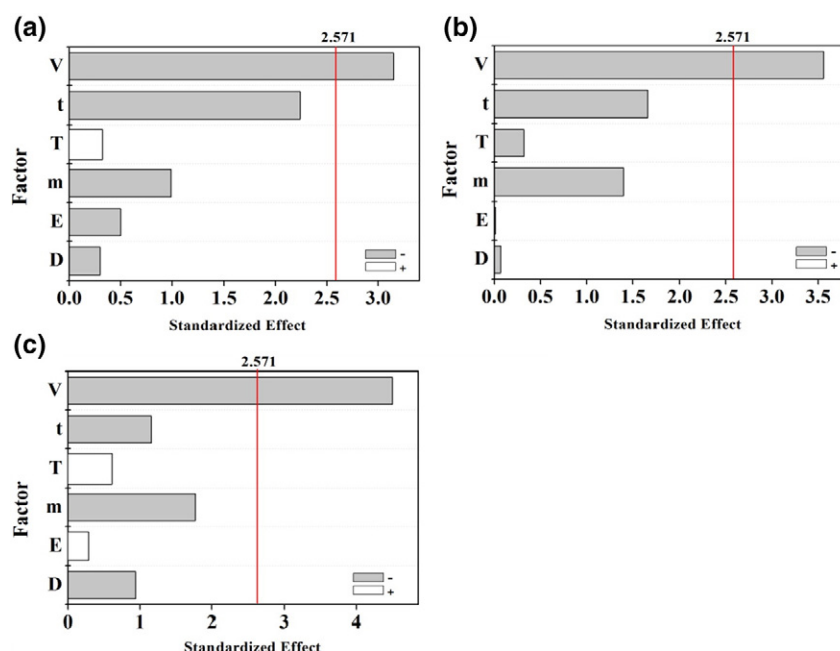 (a)
2.571
V
t
T
m
E
D
Factor
-
+
0.0 0.5 1.0 1.5 2.0 2.5 3.0
Standardized Effect
(b)
2.571
V
t
T
m
E
D
Factor
-
+
0.0 0.5 1.0 1.5 2.0 2.5 3.0 3.5
Standardized Effect
(c)
2.571
V
t
T
m
E
D
Factor
-
+
0 1 2 3 4
Standardized Effect